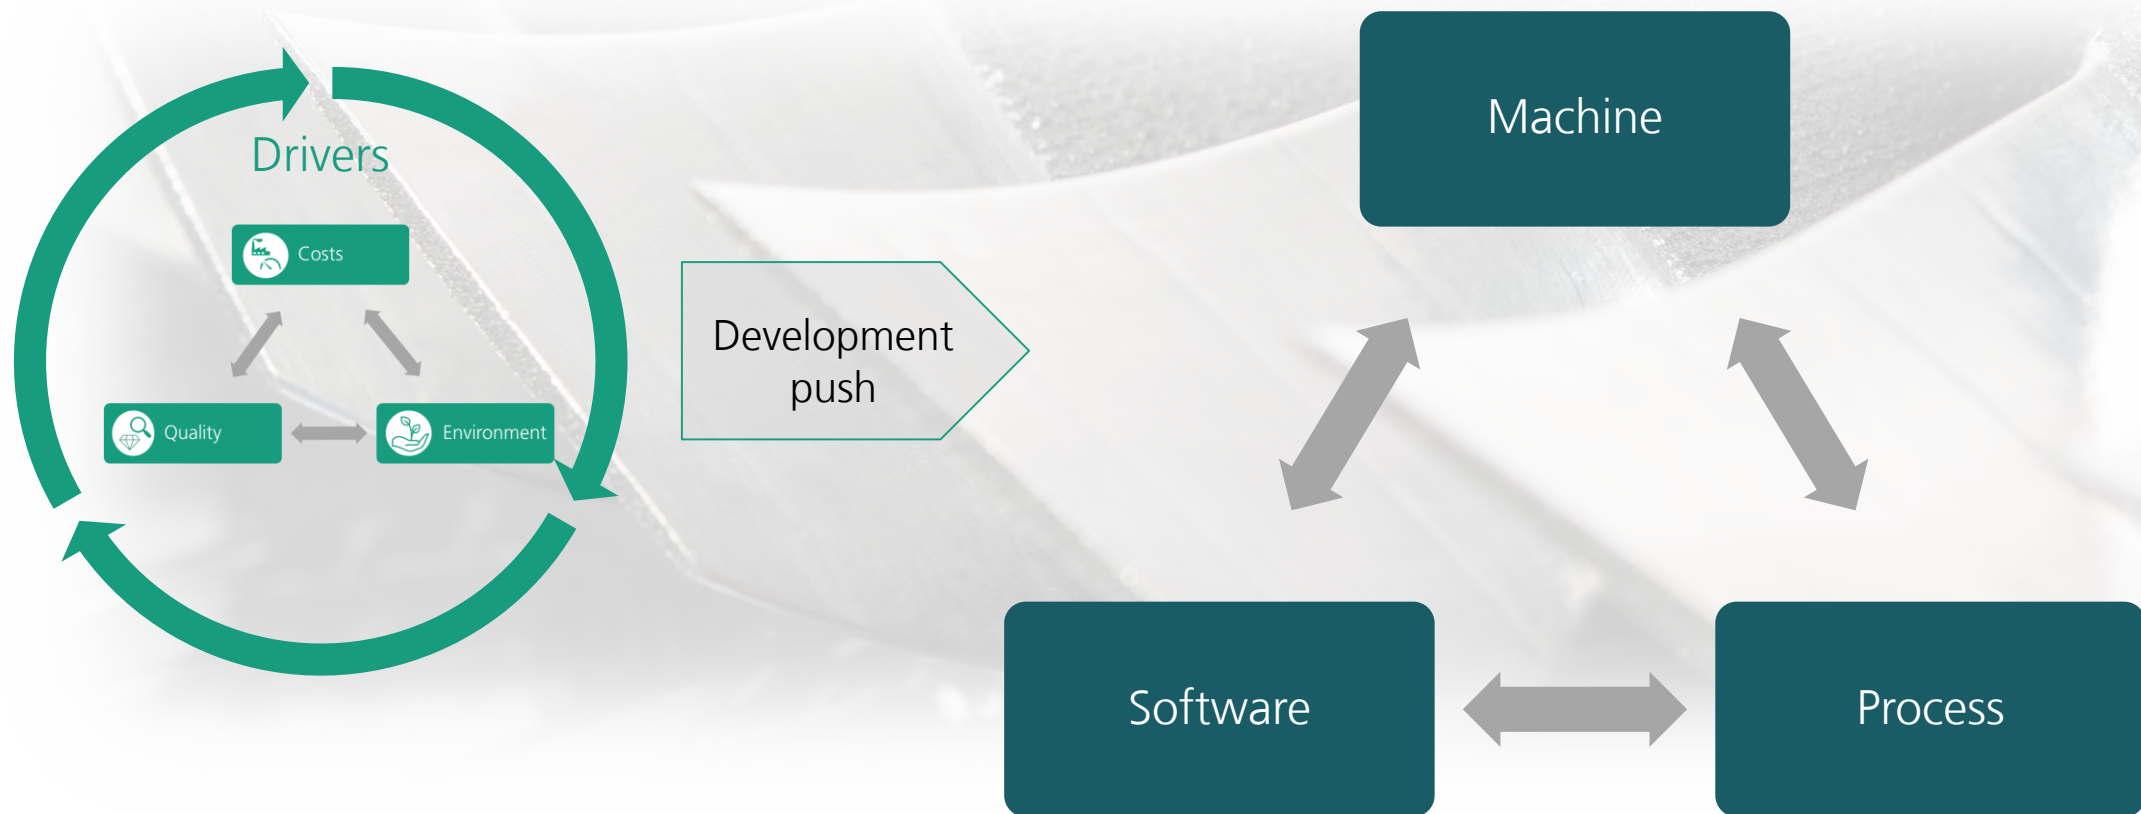 Drivers
Costs
Quality
Environment
Development
push
Machine
Software
Process